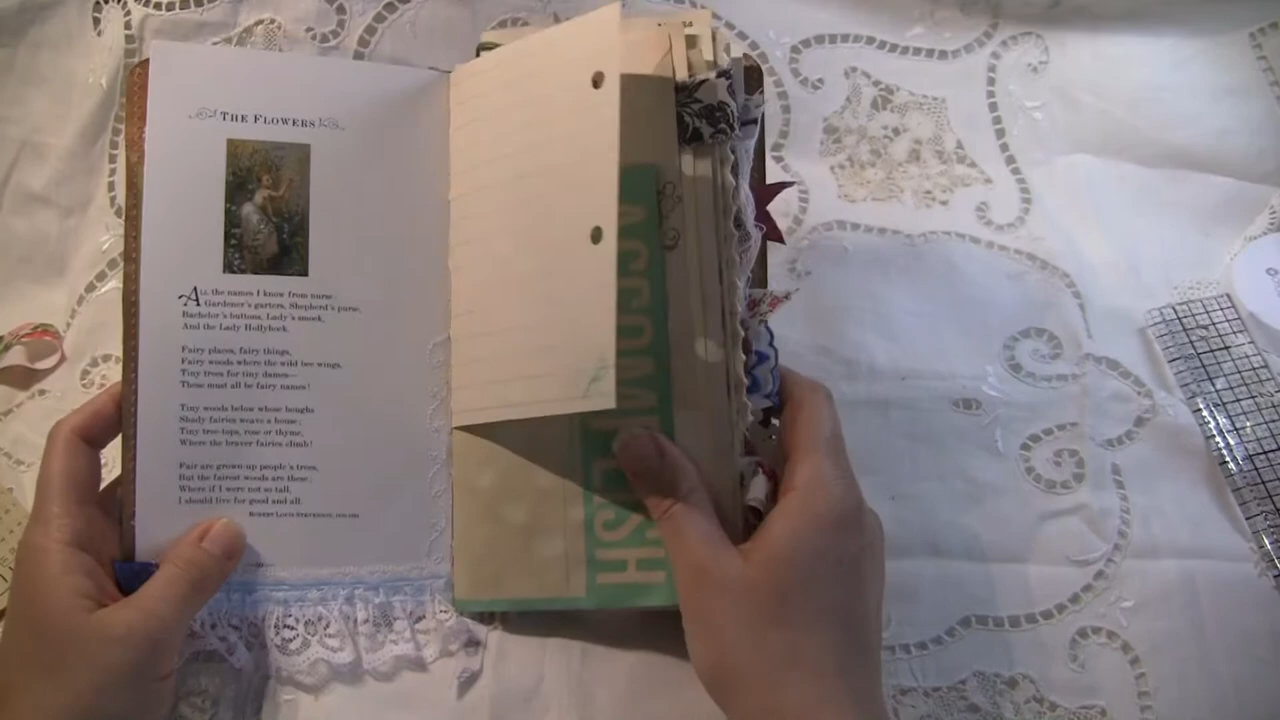 THE FLOWERS
ALL the names I know from nurse:
Gardener's garters, Shepherd's purse,
Bachelor's buttons, Lady's smock,
And the Lady Hollyhock.
Fairy places, fairy things,
Fairy woods where the wild bee wings,
Tiny trees for tiny dames—
These must all be fairy names!
Tiny woods below whose boughs
Shady fairies weave a house;
Tiny tree-tops, rose or thyme,
Where the braver fairies climb!
Fair are grown-up people's trees,
But the fairest woods are these;
Where if I were not so tall,
I should live for good and all.
ROBERT LOUIS STEVENSON